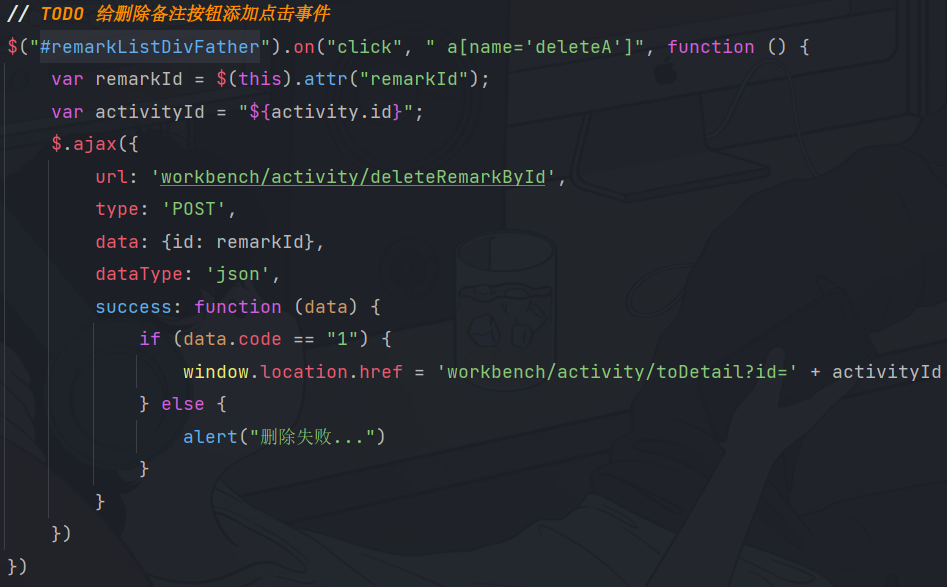 // TODO 给删除备注按钮添加点击事件
$("#remarkListDivFather").on("click", " a[name='deleteA']", function () {
    var remarkId = $(this).attr("remarkId");
    var activityId = "${activity.id}";
    $.ajax({
        url: 'workbench/activity/deleteRemarkById',
        type: 'POST',
        data: {id: remarkId},
        dataType: 'json',
        success: function (data) {
            if (data.code == "1") {
                window.location.href = 'workbench/activity/toDetail?id=' + activityId
            } else {
                alert("删除失败...")
            }
        }
    })
})